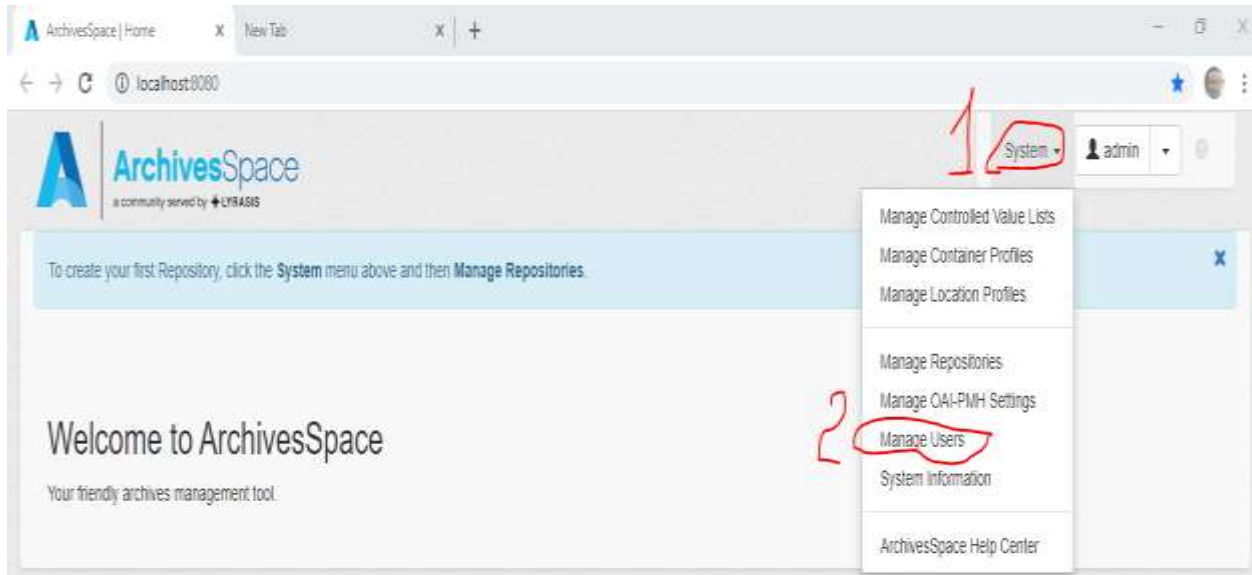 ArchivesSpace | Home X New Tab X +
localhost:8080
1
System admin
ArchivesSpace
a community served by LYRASIS
Manage Controlled Value Lists
Manage Container Profiles
Manage Location Profiles
To create your first Repository, click the System menu above and then Manage Repositories. x
Manage Repositories
Manage OAI-PMH Settings
2
Manage Users
System Information
ArchivesSpace Help Center
Welcome to ArchivesSpace
Your friendly archives management tool.